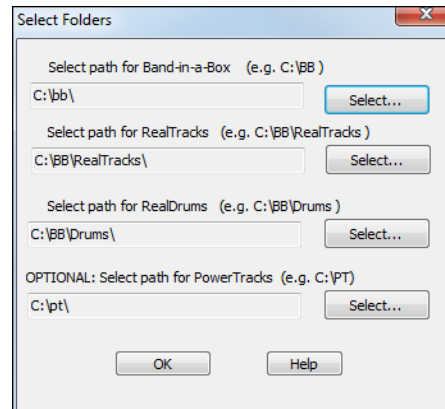 Select Folders
Select path for Band-in-a-Box (e.g. C:\BB )
C:\bb\
Select...
Select path for RealTracks (e.g. C:\BB\RealTracks )
C:\BB\RealTracks\
Select...
Select path for RealDrums (e.g. C:\BB\Drums )
C:\BB\Drums\
Select...
OPTIONAL: Select path for PowerTracks (e.g. C:\PT)
C:\pt\
Select...
OK
Help